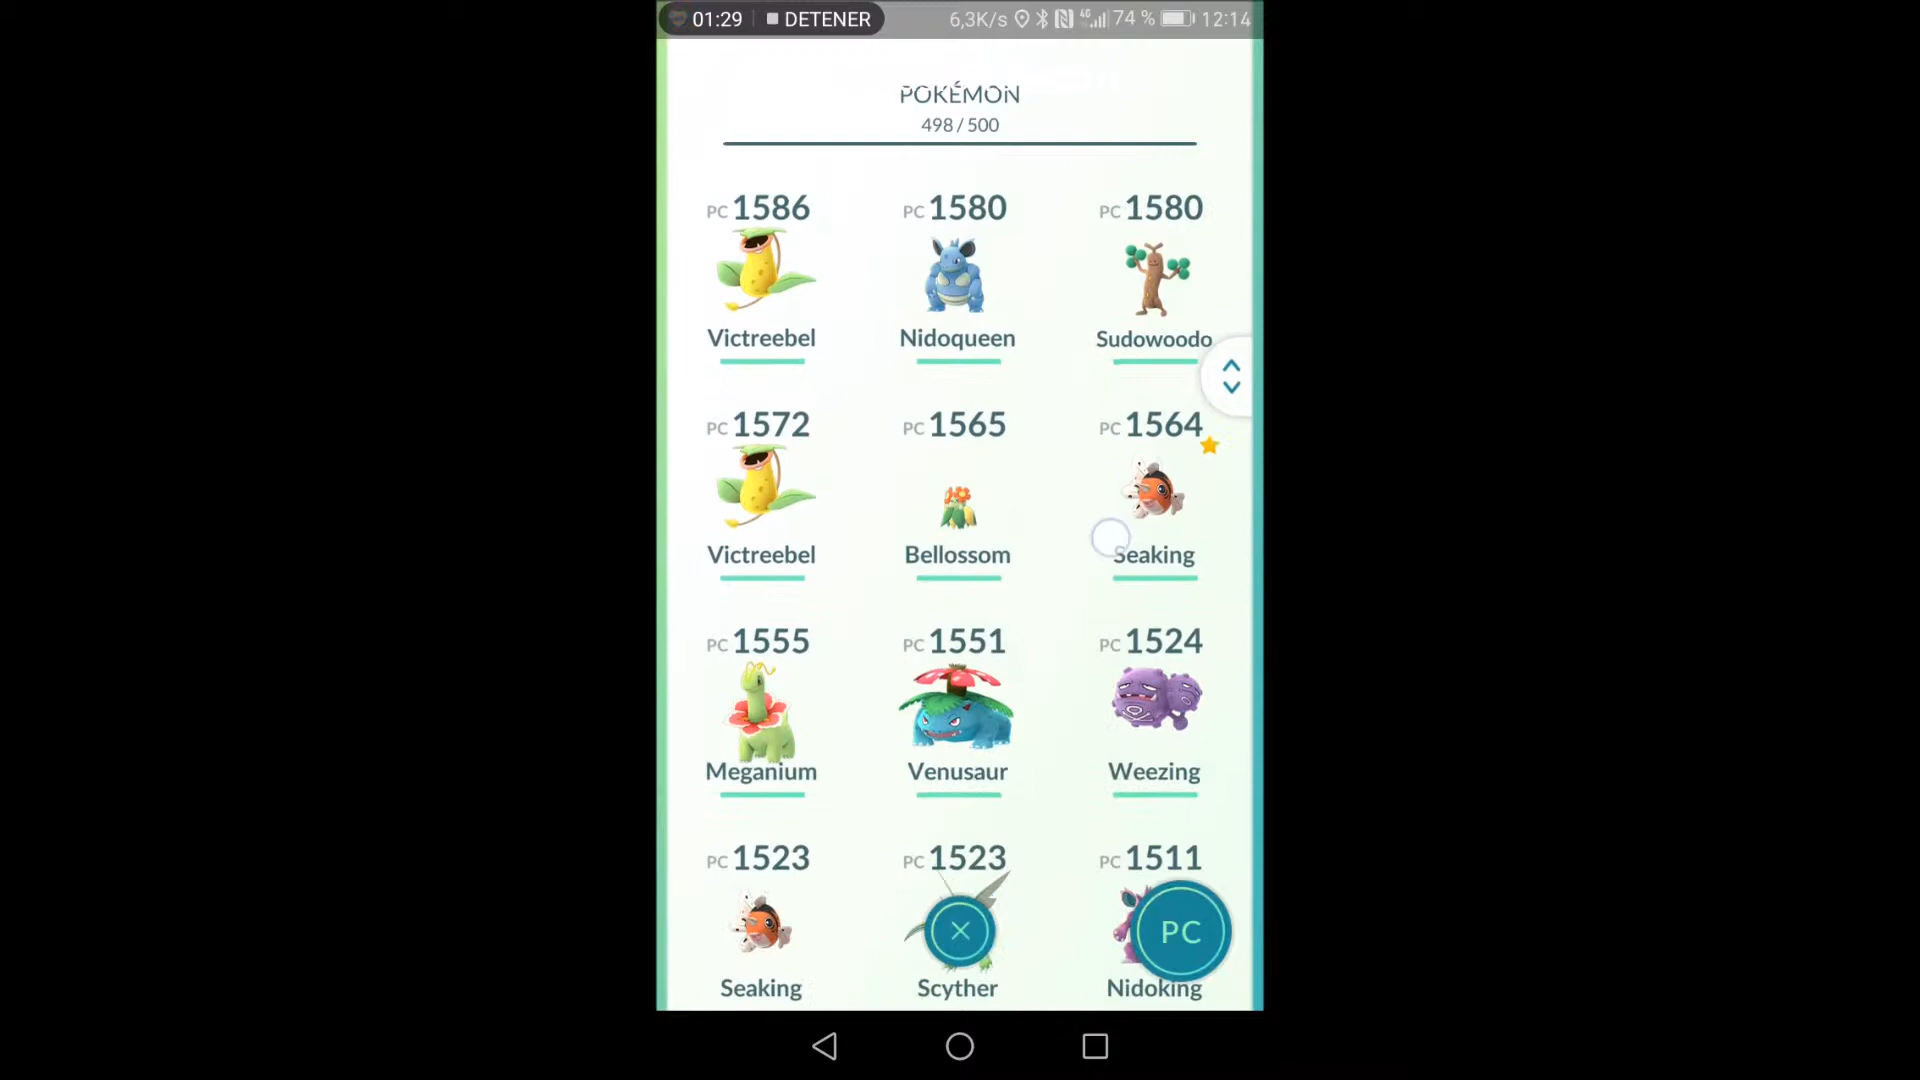 01:29 DETENER 6,3K/s 4G 74 % 12:14
POKÉMON
498 / 500
PC 1586 PC 1580 PC 1580
Victreebel Nidoqueen Sudowoodo
PC 1572 PC 1565 PC 1564
Victreebel Bellossom Seaking
PC 1555 PC 1551 PC 1524
Meganium Venusaur Weezing
PC 1523 PC 1523 PC 1511
PC
Seaking Scyther Nidoking